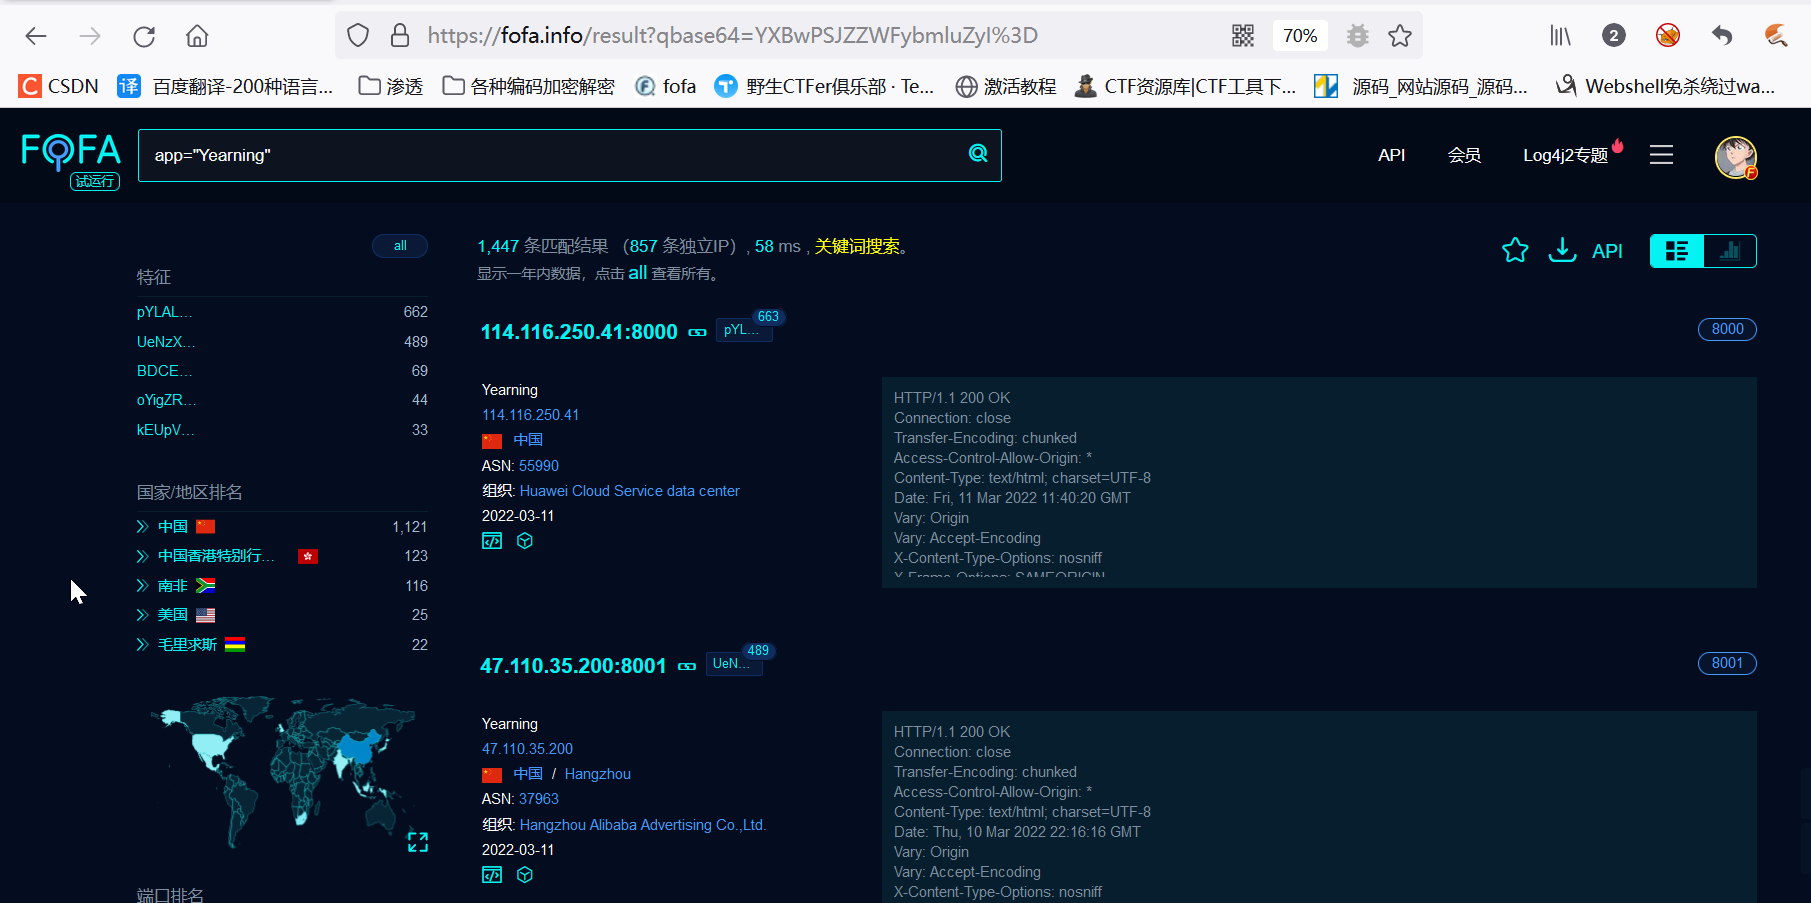 https://fofa.info/result?qbase64=YXBwPSJZZWFybmluZyI%3D
70%
2
CSDN
译 百度翻译-200种语言...
渗透
各种编码加密解密
fofa
野生CTFer俱乐部 · Te...
激活教程
CTF资源库|CTF工具下...
源码_网站源码_源码...
Webshell免杀绕过wa...
FOFA
试运行
app="Yearning"
API
会员
Log4j2专题
all
特征
pYLAL... 662
UeNzX... 489
BDCE... 69
oYigZR... 44
kEUpV... 33
国家/地区排名
中国 1,121
中国香港特别行... 123
南非 116
美国 25
毛里求斯 22
端口排名
1,447 条匹配结果 （857 条独立IP）, 58 ms , 关键词搜索。
显示一年内数据，点击 all 查看所有。
API
114.116.250.41:8000
pYL...
663
8000
Yearning
114.116.250.41
中国
ASN: 55990
组织: Huawei Cloud Service data center
2022-03-11
HTTP/1.1 200 OK
Connection: close
Transfer-Encoding: chunked
Access-Control-Allow-Origin: *
Content-Type: text/html; charset=UTF-8
Date: Fri, 11 Mar 2022 11:40:20 GMT
Vary: Origin
Vary: Accept-Encoding
X-Content-Type-Options: nosniff
X-Frame-Options: SAMEORIGIN
47.110.35.200:8001
UeN...
489
8001
Yearning
47.110.35.200
中国 / Hangzhou
ASN: 37963
组织: Hangzhou Alibaba Advertising Co.,Ltd.
2022-03-11
HTTP/1.1 200 OK
Connection: close
Transfer-Encoding: chunked
Access-Control-Allow-Origin: *
Content-Type: text/html; charset=UTF-8
Date: Thu, 10 Mar 2022 22:16:16 GMT
Vary: Origin
Vary: Accept-Encoding
X-Content-Type-Options: nosniff